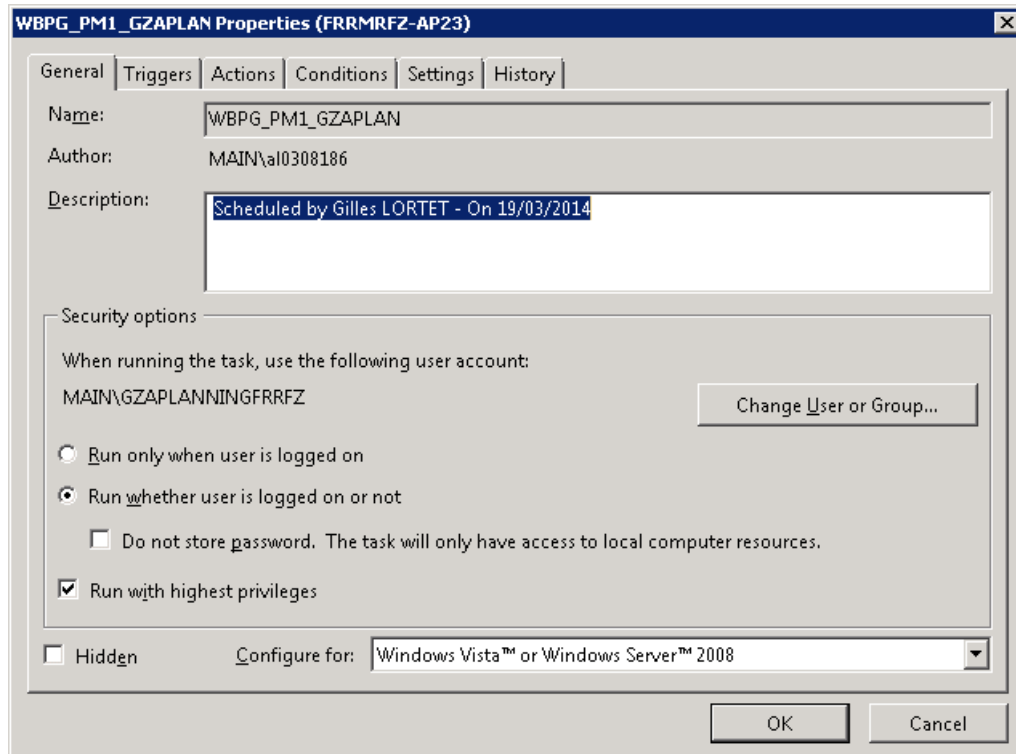 WBPG_PM1_GZAPLAN Properties (FRRMRFZ-AP23)
General Triggers Actions Conditions Settings History
Name: WBPG_PM1_GZAPLAN
Author: MAIN\al0308186
Description: Scheduled by Gilles LORTET - On 19/03/2014
Security options
When running the task, use the following user account:
MAIN\GZAPLANNINGFRRFZ
Change User or Group...
Run only when user is logged on
Run whether user is logged on or not
Do not store password. The task will only have access to local computer resources.
Run with highest privileges
Hidden Configure for: Windows Vista™ or Windows Server™ 2008
OK Cancel